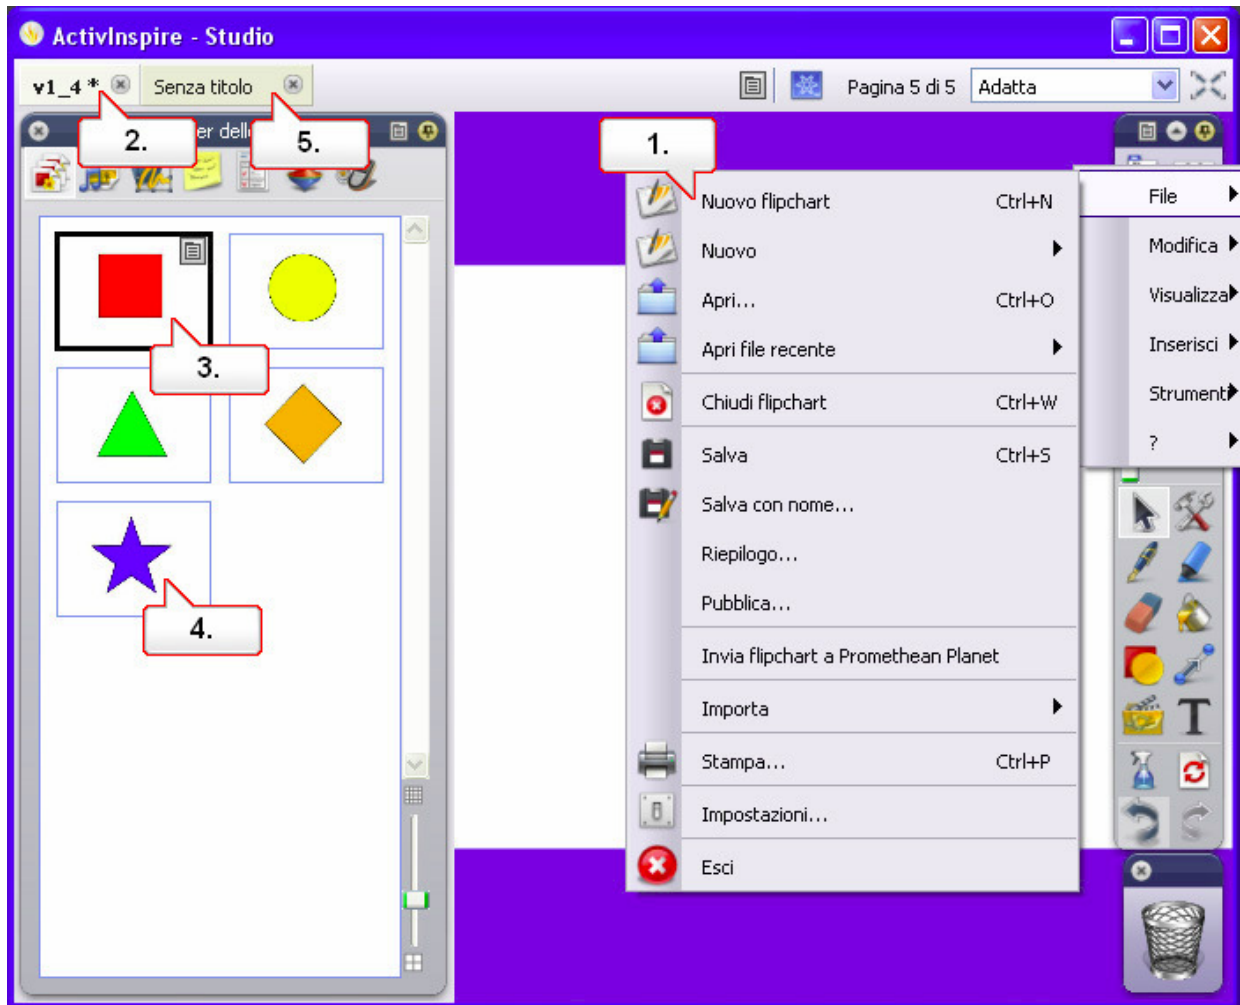 ActivInspire - Studio
v1_4 *
Senza titolo
Pagina 5 di 5
Adatta
2.
er dell
5.
1.
Nuovo flipchart Ctrl+N
Nuovo
Apri... Ctrl+O
Apri file recente
Chiudi flipchart Ctrl+W
Salva Ctrl+S
Salva con nome...
Riepilogo...
Pubblica...
Invia flipchart a Promethean Planet
Importa
Stampa... Ctrl+P
Impostazioni...
Esci
File
Modifica
Visualizza
Inserisci
Strumenti
?
3.
4.
T